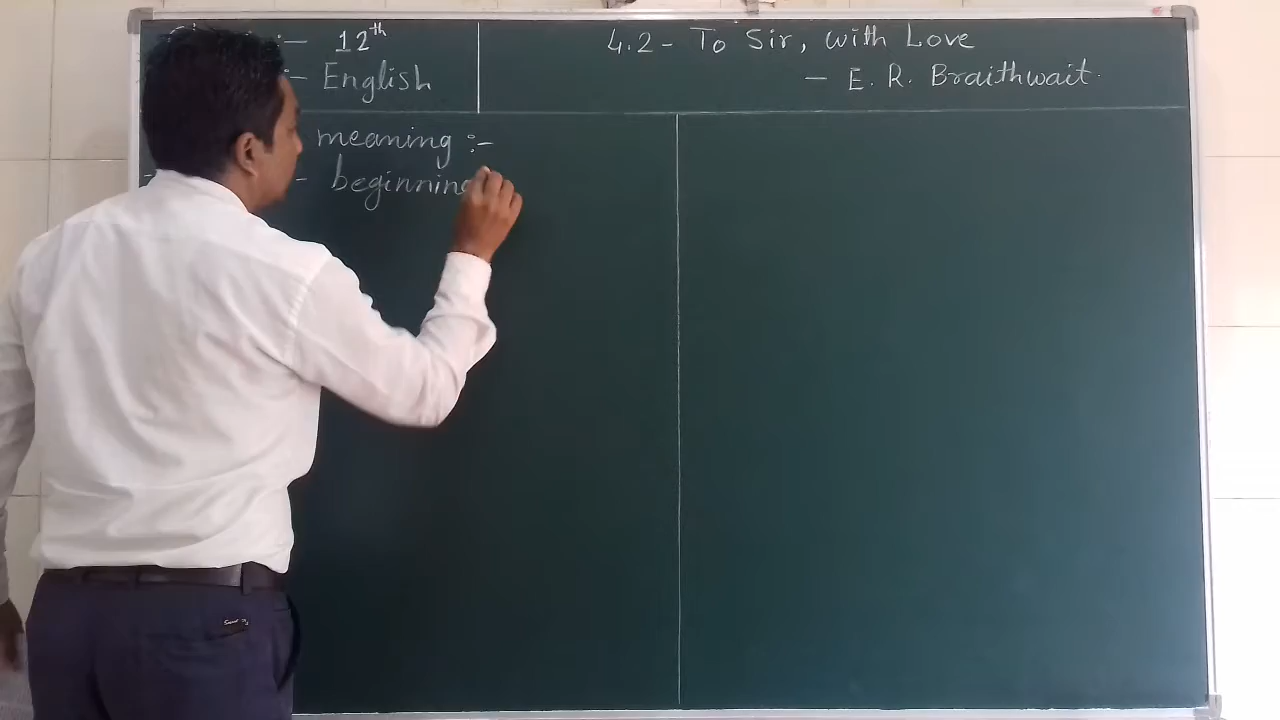 :- 12th
4.2 - To Sir, with Love
:- English
- E. R. Braithwait.
meaning :-
- beginning